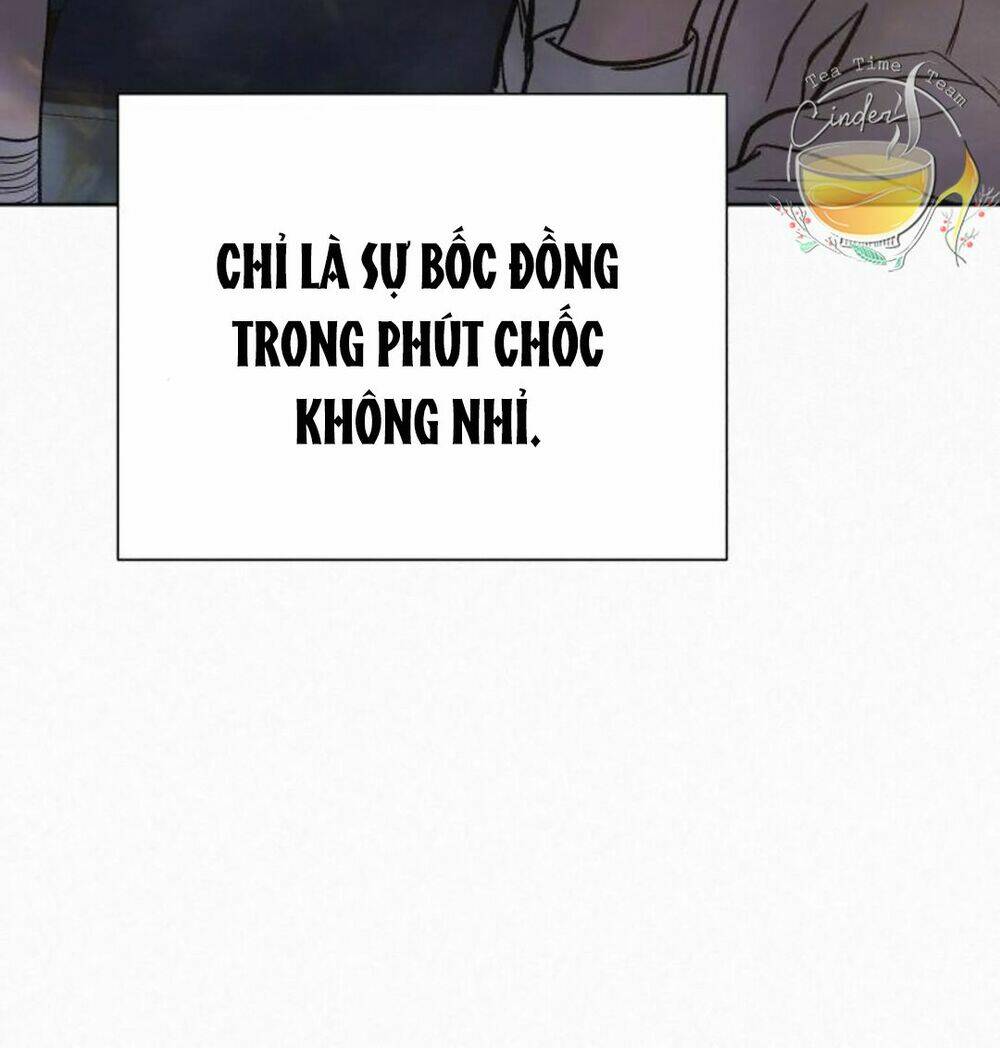 Tea Time Team
Cinder
CHỈ LÀ SỰ BỐC ĐỒNG
TRONG PHÚT CHỐC
KHÔNG NHỈ.